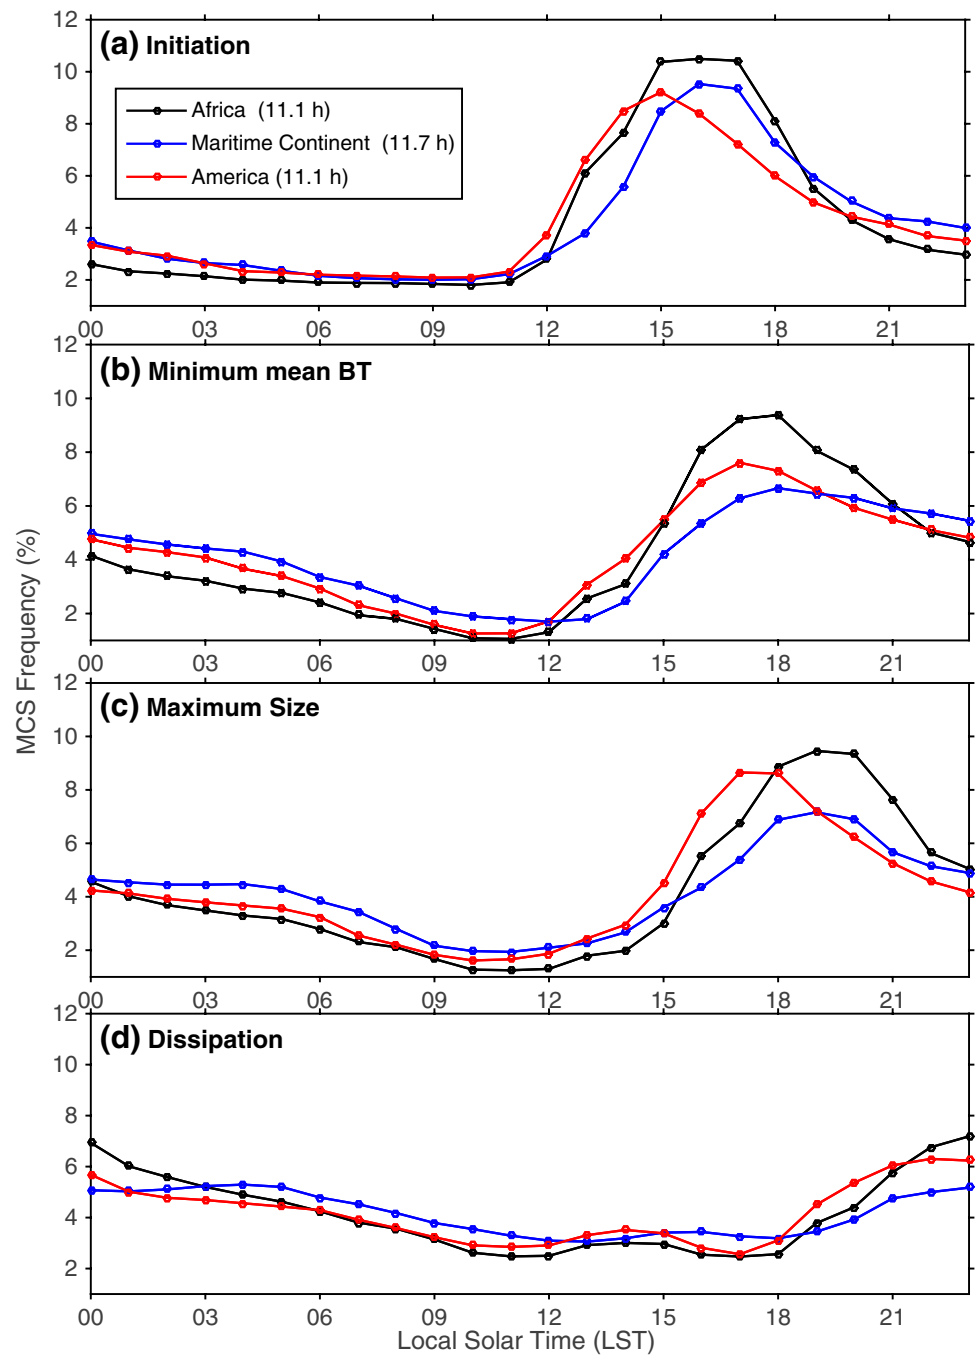 12
(a) Initiation
10
Africa (11.1 h)
Maritime Continent (11.7 h)
America (11.1 h)
8
6
4
2
00 03 06 09 12 15 18 21
12
(b) Minimum mean BT
10
8
6
4
2
00 03 06 09 12 15 18 21
MCS Frequency (%)
12
(c) Maximum Size
10
8
6
4
2
00 03 06 09 12 15 18 21
12
(d) Dissipation
10
8
6
4
2
00 03 06 09 12 15 18 21
Local Solar Time (LST)